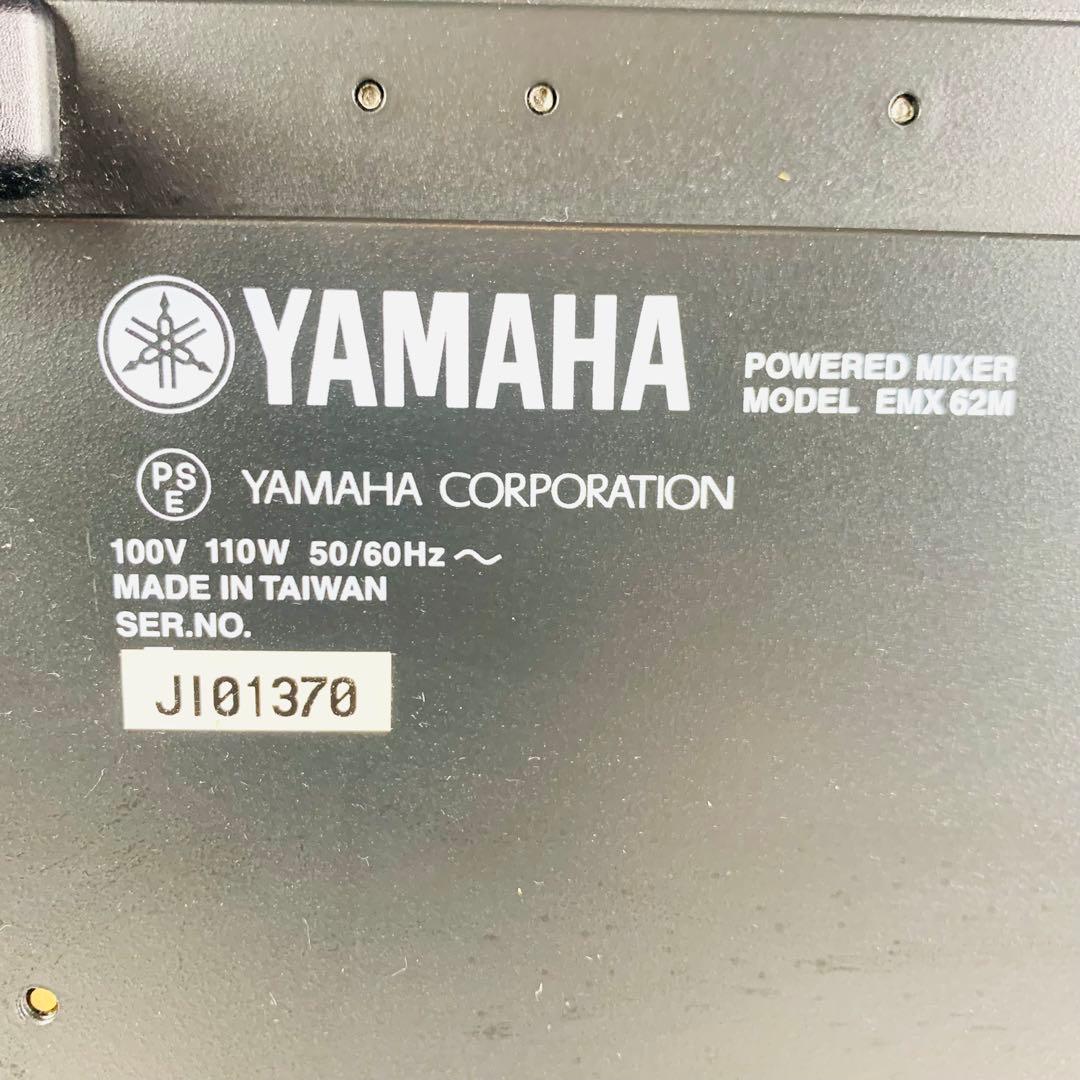 YAMAHA
POWERED MIXER
MODEL EMX 62M
PS
E
YAMAHA CORPORATION
100V 110W 50/60Hz ～
MADE IN TAIWAN
SER.NO.
JI01370